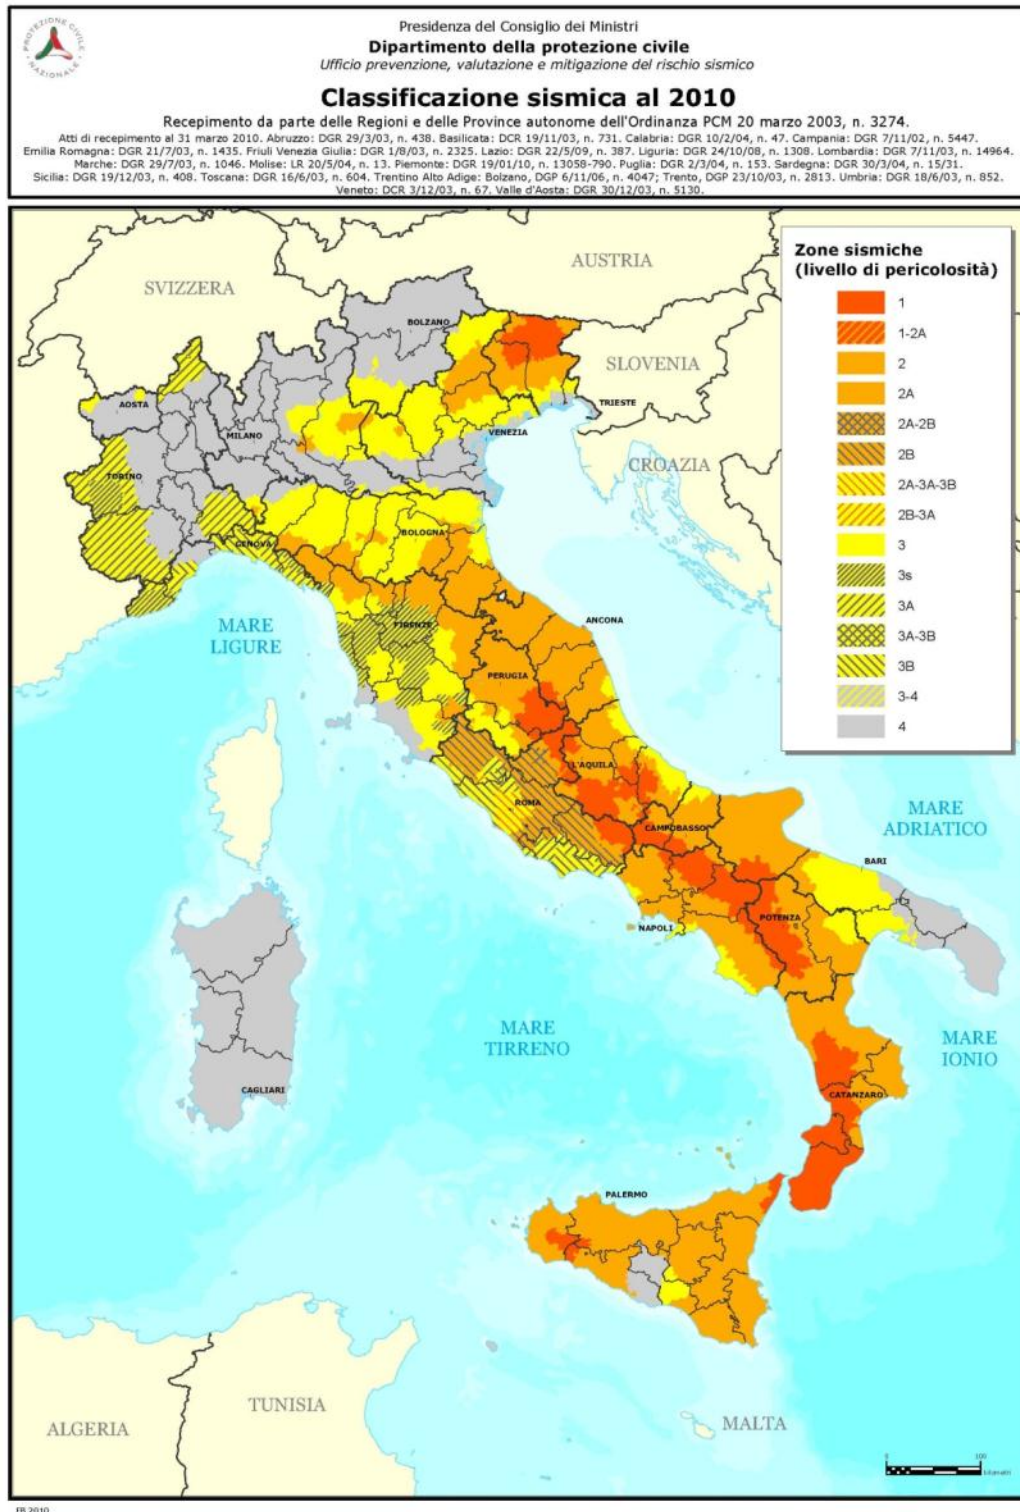 PROTEZIONE CIVILE
NAZIONALE
Presidenza del Consiglio dei Ministri
Dipartimento della protezione civile
Ufficio prevenzione, valutazione e mitigazione del rischio sismico
Classificazione sismica al 2010
Recepimento da parte delle Regioni e delle Province autonome dell'Ordinanza PCM 20 marzo 2003, n. 3274.
Atti di recepimento al 31 marzo 2010. Abruzzo: DGR 29/3/03, n. 438. Basilicata: DCR 19/11/03, n. 731. Calabria: DGR 10/2/04, n. 47. Campania: DGR 7/11/02, n. 5447.
Emilia Romagna: DGR 21/7/03, n. 1435. Friuli Venezia Giulia: DGR 1/8/03, n. 2325. Lazio: DGR 22/5/09, n. 387. Liguria: DGR 24/10/08, n. 1308. Lombardia: DGR 7/11/03, n. 14964.
Marche: DGR 29/7/03, n. 1046. Molise: LR 20/5/04, n. 13. Piemonte: DGR 19/01/10, n. 13058-790. Puglia: DGR 2/3/04, n. 153. Sardegna: DGR 30/3/04, n. 15/31.
Sicilia: DGR 19/12/03, n. 408. Toscana: DGR 16/6/03, n. 604. Trentino Alto Adige: Bolzano, DGP 6/11/06, n. 4047; Trento, DGP 23/10/03, n. 2813. Umbria: DGR 18/6/03, n. 852.
Veneto: DCR 3/12/03, n. 67. Valle d'Aosta: DGR 30/12/03, n. 5130.
Zone sismiche
(livello di pericolosità)
1
1-2A
2
2A
2A-2B
2B
2A-3A-3B
2B-3A
3
3s
3A
3A-3B
3B
3-4
4
AUSTRIA
SVIZZERA
BOLZANO
SLOVENIA
AOSTA
TRIESTE
MILANO
VENEZIA
CROAZIA
TORINO
BOLOGNA
GENOVA
MARE
LIGURE
FIRENZE
ANCONA
PERUGIA
L'AQUILA
ROMA
MARE
ADRIATICO
CAMPOBASSO
BARI
POTENZA
NAPOLI
MARE
TIRRENO
MARE
IONIO
CAGLIARI
CATANZARO
PALERMO
TUNISIA
ALGERIA
MALTA
0 100
kilometri
FB 2010